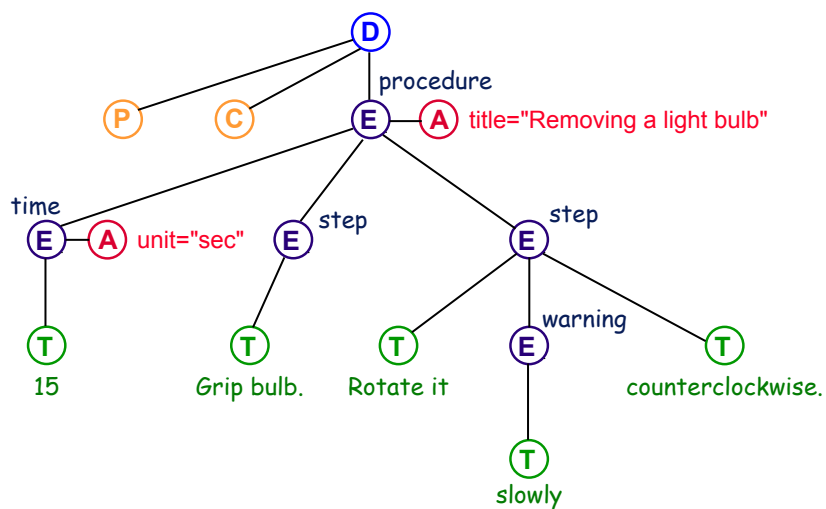 D
procedure
P
C
E
A
title="Removing a light bulb"
time
step
step
E
A
unit="sec"
E
E
warning
T
T
T
E
T
15
Grip bulb.
Rotate it
counterclockwise.
T
slowly